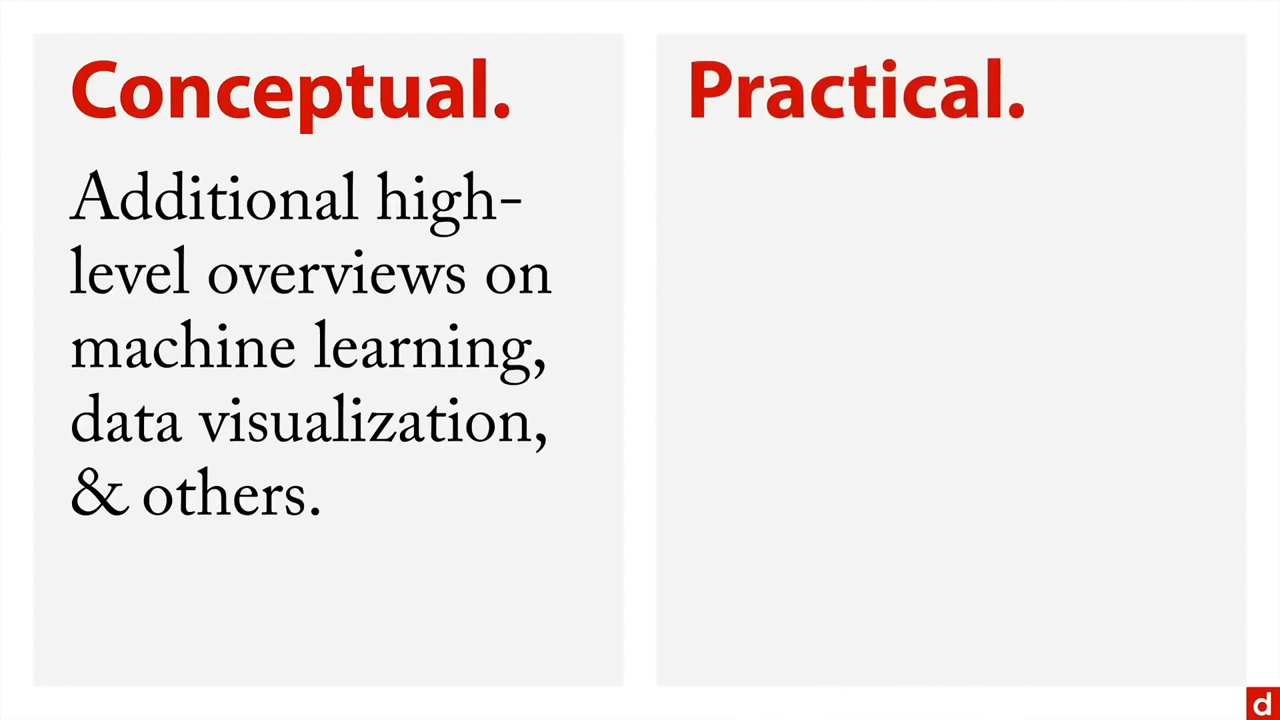 Conceptual.
Additional high-
level overviews on
machine learning,
data visualization,
& others.
Practical.
d